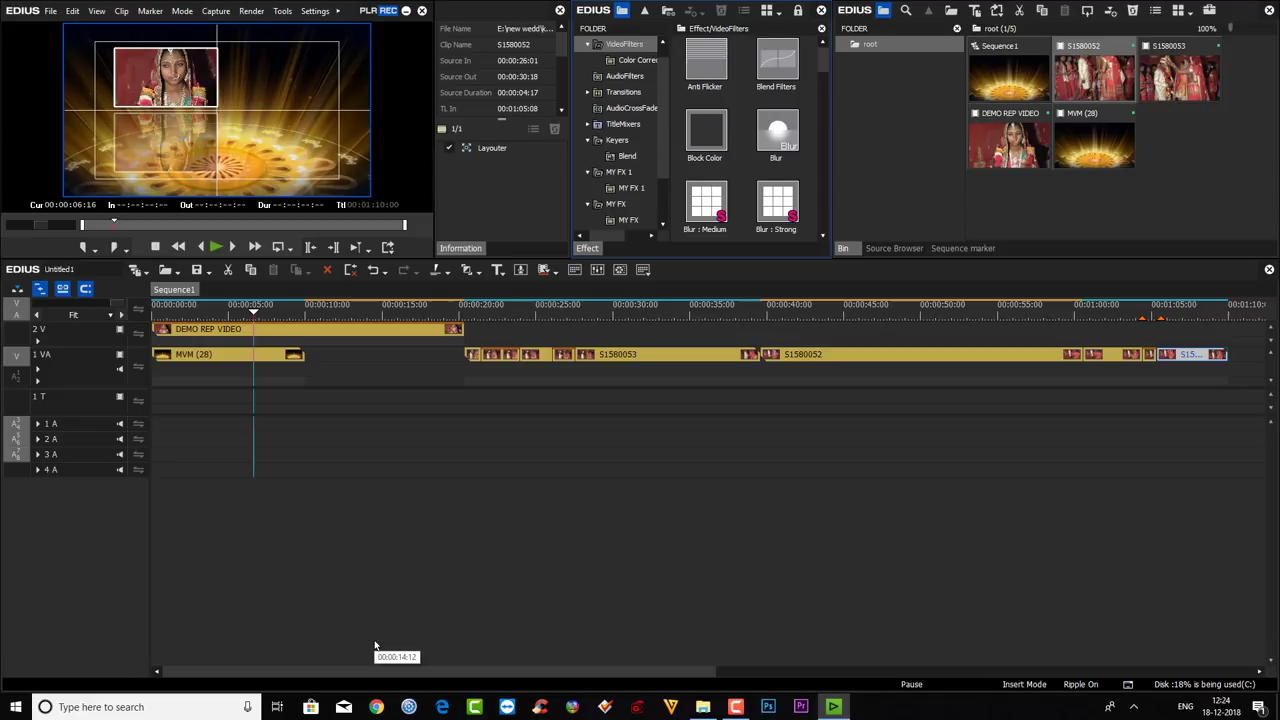 EDIUS File Edit View Clip Marker Mode Capture Render Tools Settings PLR REC
Cur 00:00:06:16 In --:--:--:-- Out --:--:--:-- Dur --:--:--:-- Ttl 00:01:10:00
File Name E:\new wedd\k...
Clip Name S1580052
Source In 00:00:26:01
Source Out 00:00:30:18
Source Duration 00:00:04:17
TL In 00:01:05:08
1/1
Layouter
Information
FOLDER
VideoFilters
Color Correc
AudioFilters
Transitions
AudioCrossFade
TitleMixers
Keyers
Blend
MY FX 1
MY FX 1
MY FX
MY FX
Effect
Effect/VideoFilters
Anti Flicker
Blend Filters
Block Color
Blur
Blur
Blur : Medium
Blur : Strong
FOLDER
root
root (1/5)
100%
Sequence1
S1580052
S1580053
DEMO REP VIDEO
MVM (28)
Bin Source Browser Sequence marker
EDIUS Untitled1
Sequence1
00:00:00:00 00:00:05:00 00:00:10:00 00:00:15:00 00:00:20:00 00:00:25:00 00:00:30:00 00:00:35:00 00:00:40:00 00:00:45:00 00:00:50:00 00:00:55:00 00:01:00:00 00:01:05:00 00:01:10:
V
A
Fit
2 V
DEMO REP VIDEO
V
1 VA
MVM (28)
S1580053
S1580052
S15...
1 T
1 A
2 A
3 A
4 A
00:00:14:12
Pause Insert Mode Ripple On Disk :18% is being used(C:)
Type here to search
ENG
12:24
18-12-2018